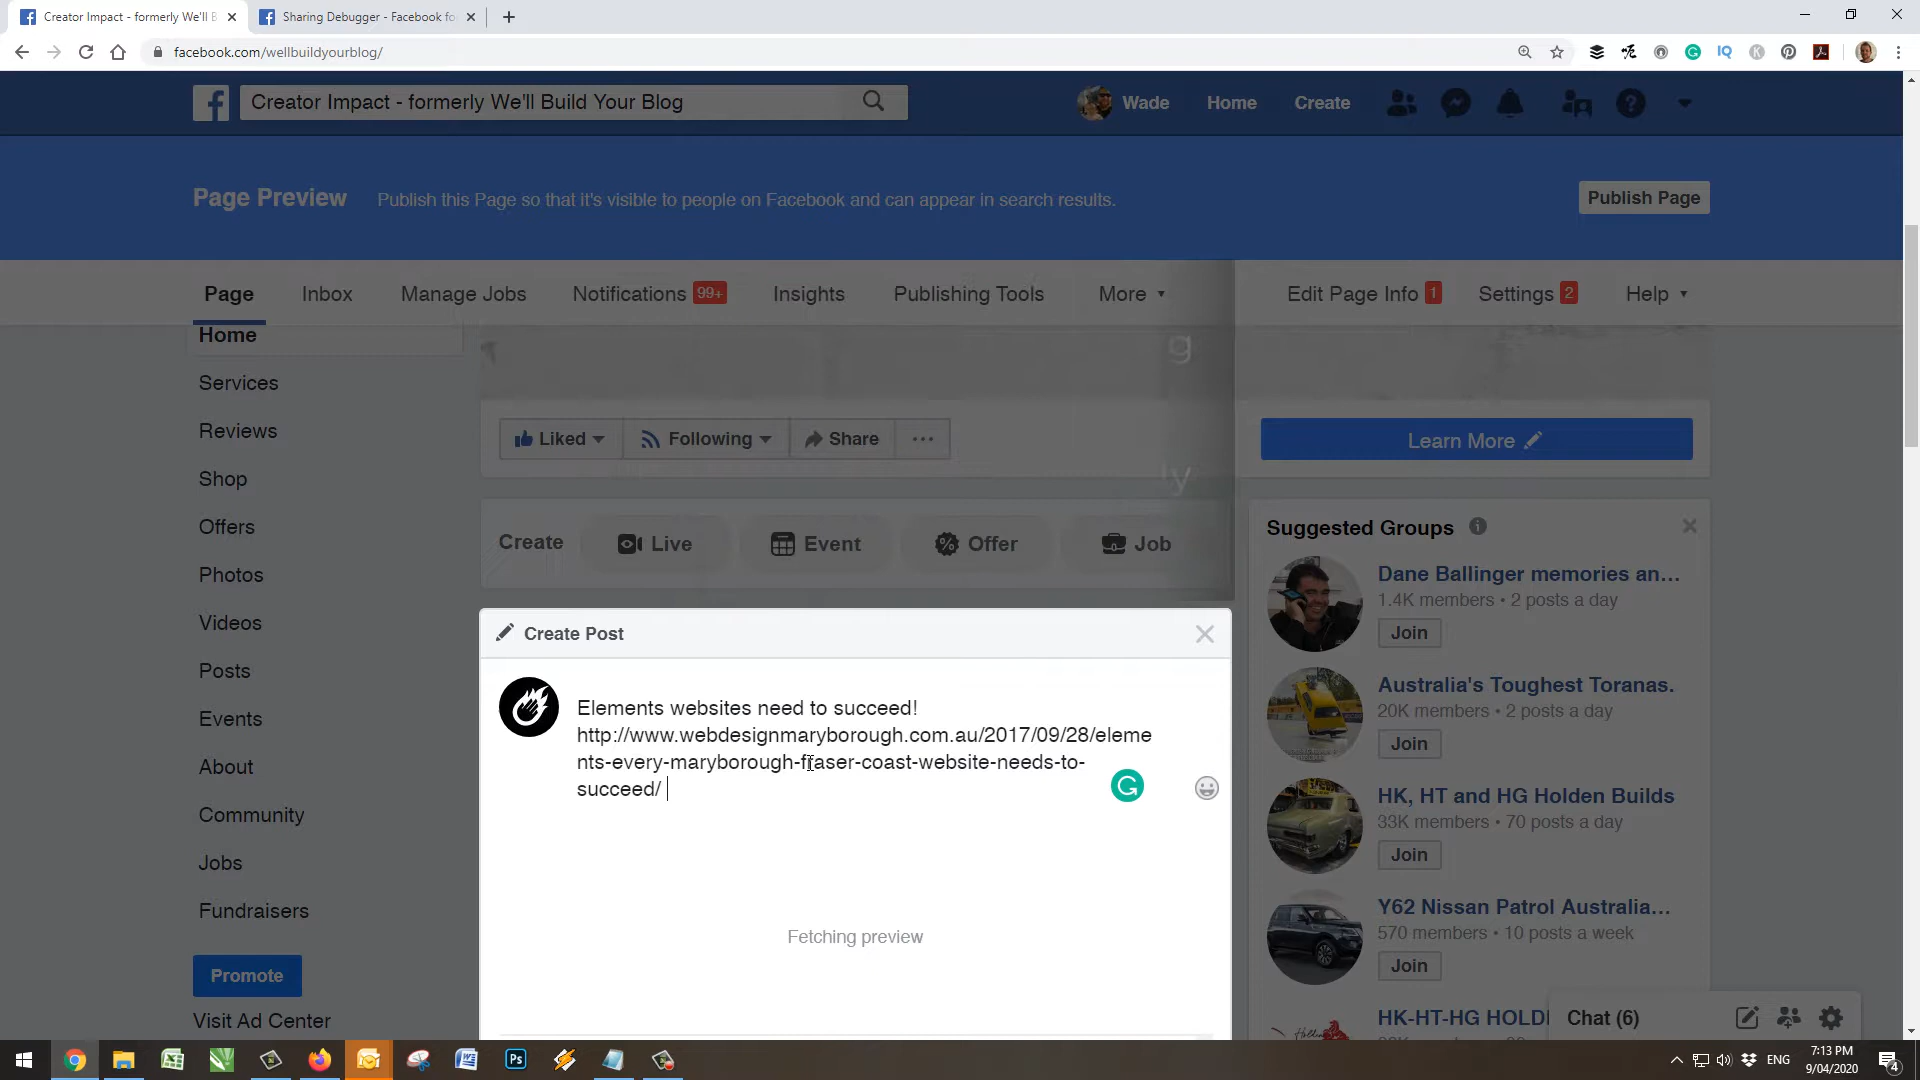 Creator Impact - formerly We'll B
Sharing Debugger - Facebook fo
facebook.com/wellbuildyourblog/
Creator Impact - formerly We'll Build Your Blog
Wade
Home
Create
Page Preview
Publish this Page so that it's visible to people on Facebook and can appear in search results.
Publish Page
Page
Inbox
Manage Jobs
Notifications 99+
Insights
Publishing Tools
More
Edit Page Info 1
Settings 2
Help
Home
Services
Reviews
Shop
Offers
Photos
Videos
Posts
Events
About
Community
Jobs
Fundraisers
Promote
Visit Ad Center
g
ly
Liked
Following
Share
Learn More
Create
Live
Event
Offer
Job
Create Post
Elements websites need to succeed!
http://www.webdesignmaryborough.com.au/2017/09/28/eleme
nts-every-maryborough-fraser-coast-website-needs-to-
succeed/
Fetching preview
Suggested Groups
Dane Ballinger memories an...
1.4K members • 2 posts a day
Join
Australia's Toughest Toranas.
20K members • 2 posts a day
Join
HK, HT and HG Holden Builds
33K members • 70 posts a day
Join
Y62 Nissan Patrol Australia...
570 members • 10 posts a week
Join
HK-HT-HG HOLD
Chat (6)
ENG
7:13 PM
9/04/2020
4